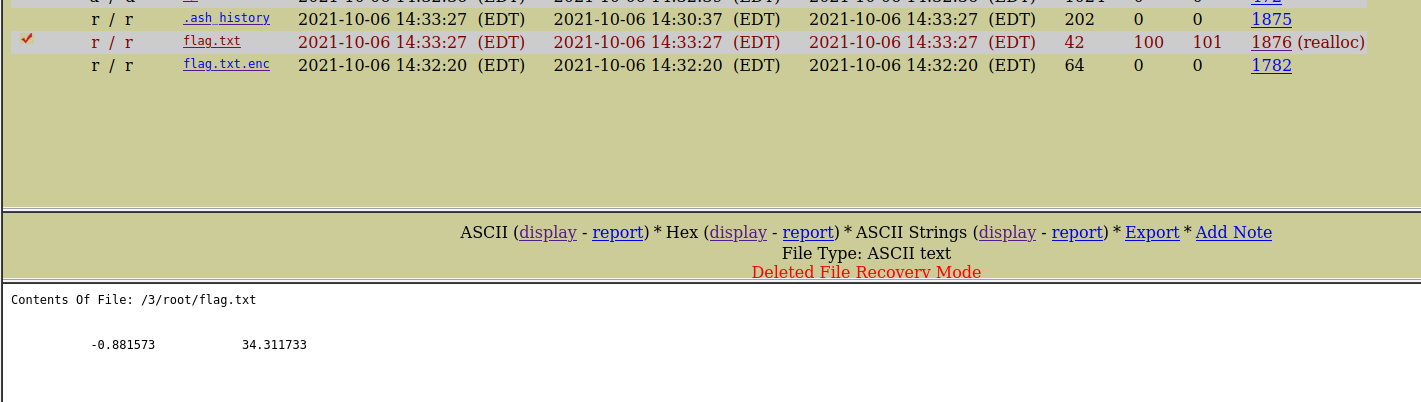 r / r .ash_history 2021-10-06 14:33:27 (EDT) 2021-10-06 14:30:37 (EDT) 2021-10-06 14:33:27 (EDT) 202 0 0 1875
r / r flag.txt 2021-10-06 14:33:27 (EDT) 2021-10-06 14:33:27 (EDT) 2021-10-06 14:33:27 (EDT) 42 100 101 1876 (realloc)
r / r flag.txt.enc 2021-10-06 14:32:20 (EDT) 2021-10-06 14:32:20 (EDT) 2021-10-06 14:32:20 (EDT) 64 0 0 1782
ASCII (display - report) * Hex (display - report) * ASCII Strings (display - report) * Export * Add Note
File Type: ASCII text
Deleted File Recovery Mode
Contents Of File: /3/root/flag.txt
-0.881573 34.311733